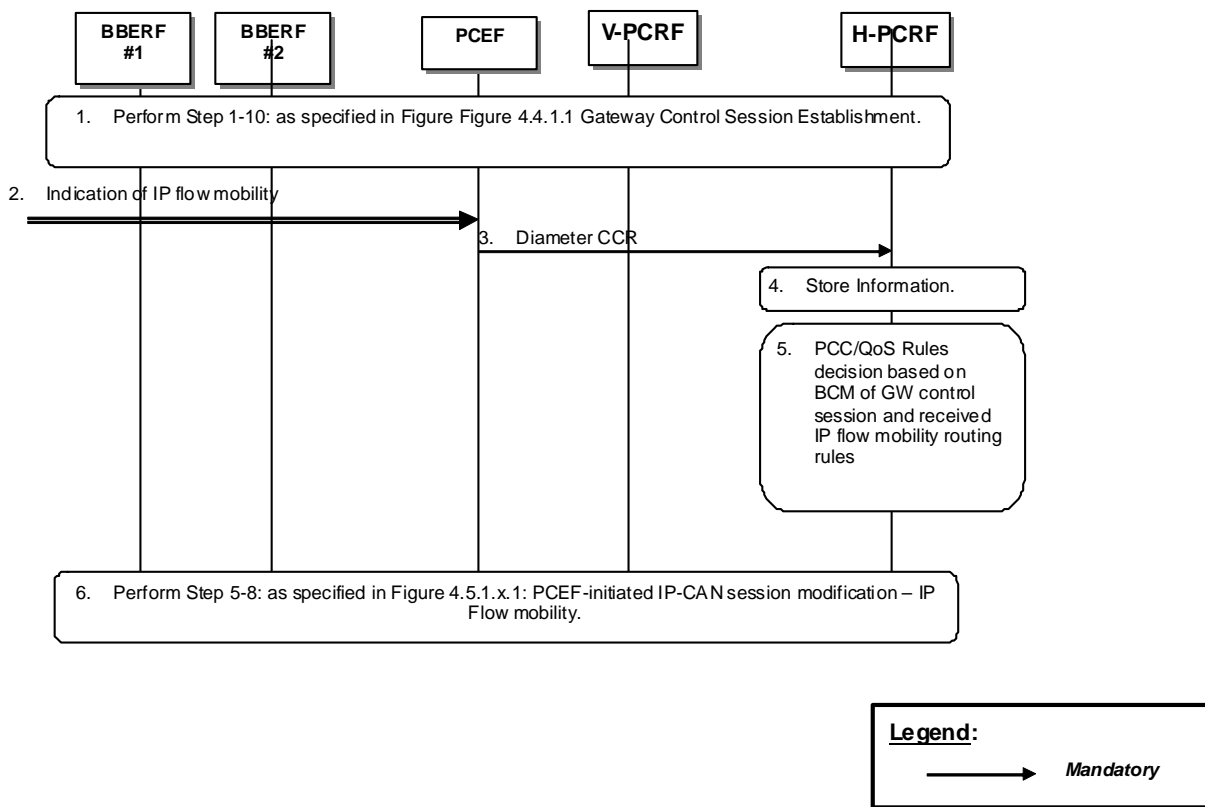 BBERF
#1
BBERF
#2
PCEF
V-PCRF
H-PCRF
1. Perform Step 1-10: as specified in Figure Figure 4.4.1.1 Gateway Control Session Establishment.
2. Indication of IP flow mobility
3. Diameter CCR
4. Store Information.
5. PCC/QoS Rules
decision based on
BCM of GW control
session and received
IP flow mobility routing
rules
6. Perform Step 5-8: as specified in Figure 4.5.1.x.1: PCEF-initiated IP-CAN session modification – IP
Flow mobility.
Legend:
Mandatory